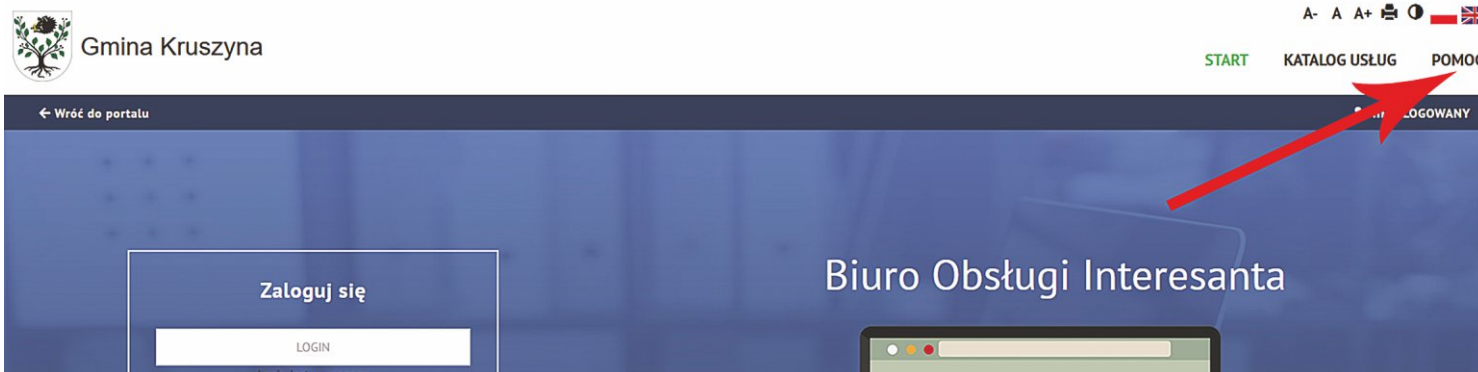 A- A A+
Gmina Kruszyna
START KATALOG USŁUG
← Wróć do portalu
Biuro Obsługi Interesanta
Zaloguj się
LOGIN